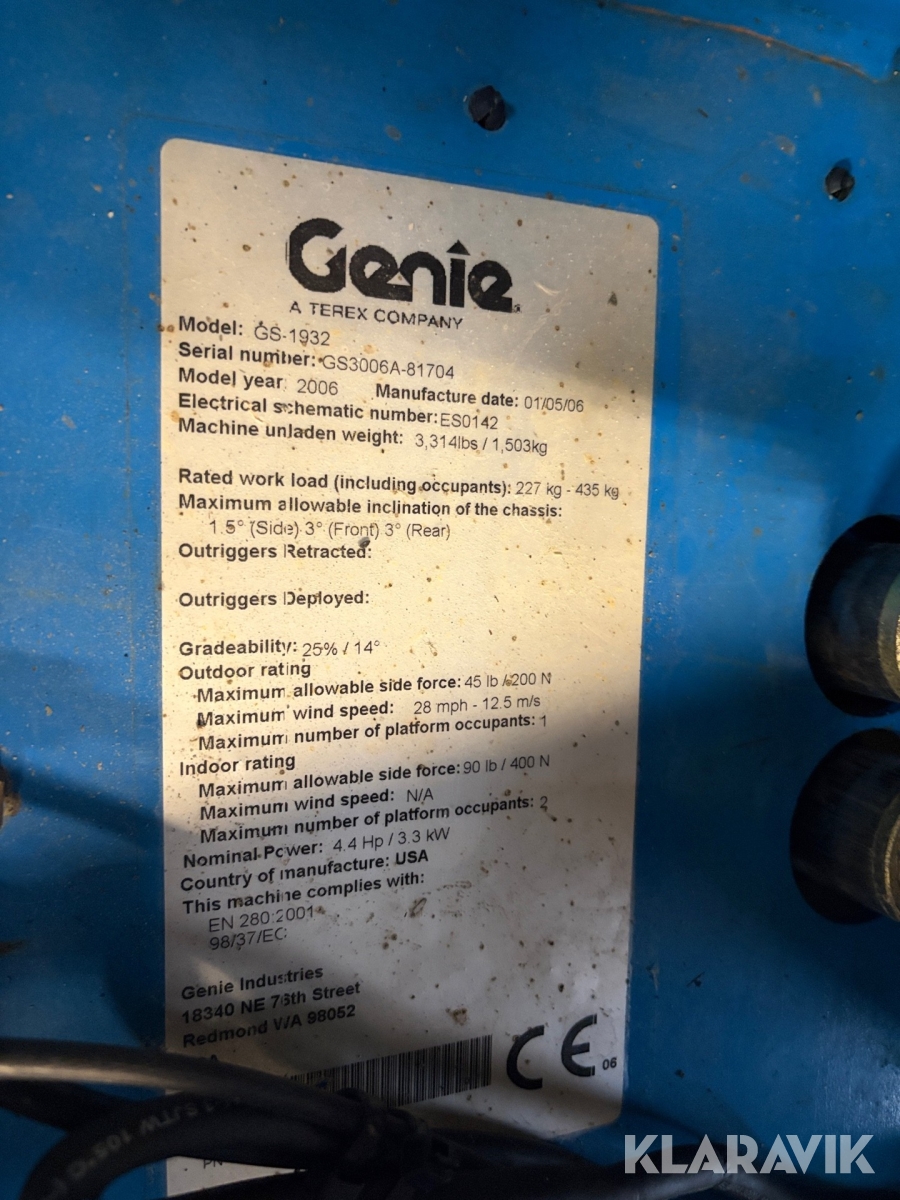 Genie
A TEREX COMPANY
Model: GS-1932
Serial number: GS3006A-81704
Model year: 2006 Manufacture date: 01/05/06
Electrical schematic number: ES0142
Machine unladen weight: 3,314lbs / 1,503kg
Rated work load (including occupants): 227 kg - 435 kg
Maximum allowable inclination of the chassis:
1.5° (Side) 3° (Front) 3° (Rear)
Outriggers Retracted:
Outriggers Deployed:
Gradeability: 25% / 14°
Outdoor rating
Maximum allowable side force: 45 lb / 200 N
Maximum wind speed: 28 mph - 12.5 m/s
Maximum number of platform occupants: 1
Indoor rating
Maximum allowable side force: 90 lb / 400 N
Maximum wind speed: N/A
Maximum number of platform occupants: 2
Nominal Power: 4.4 Hp / 3.3 kW
Country of manufacture: USA
This machine complies with:
EN 280:2001
98/37/EC
Genie Industries
18340 NE 76th Street
Redmond WA 98052
CE 06
105°C
PN
KLARAVIK